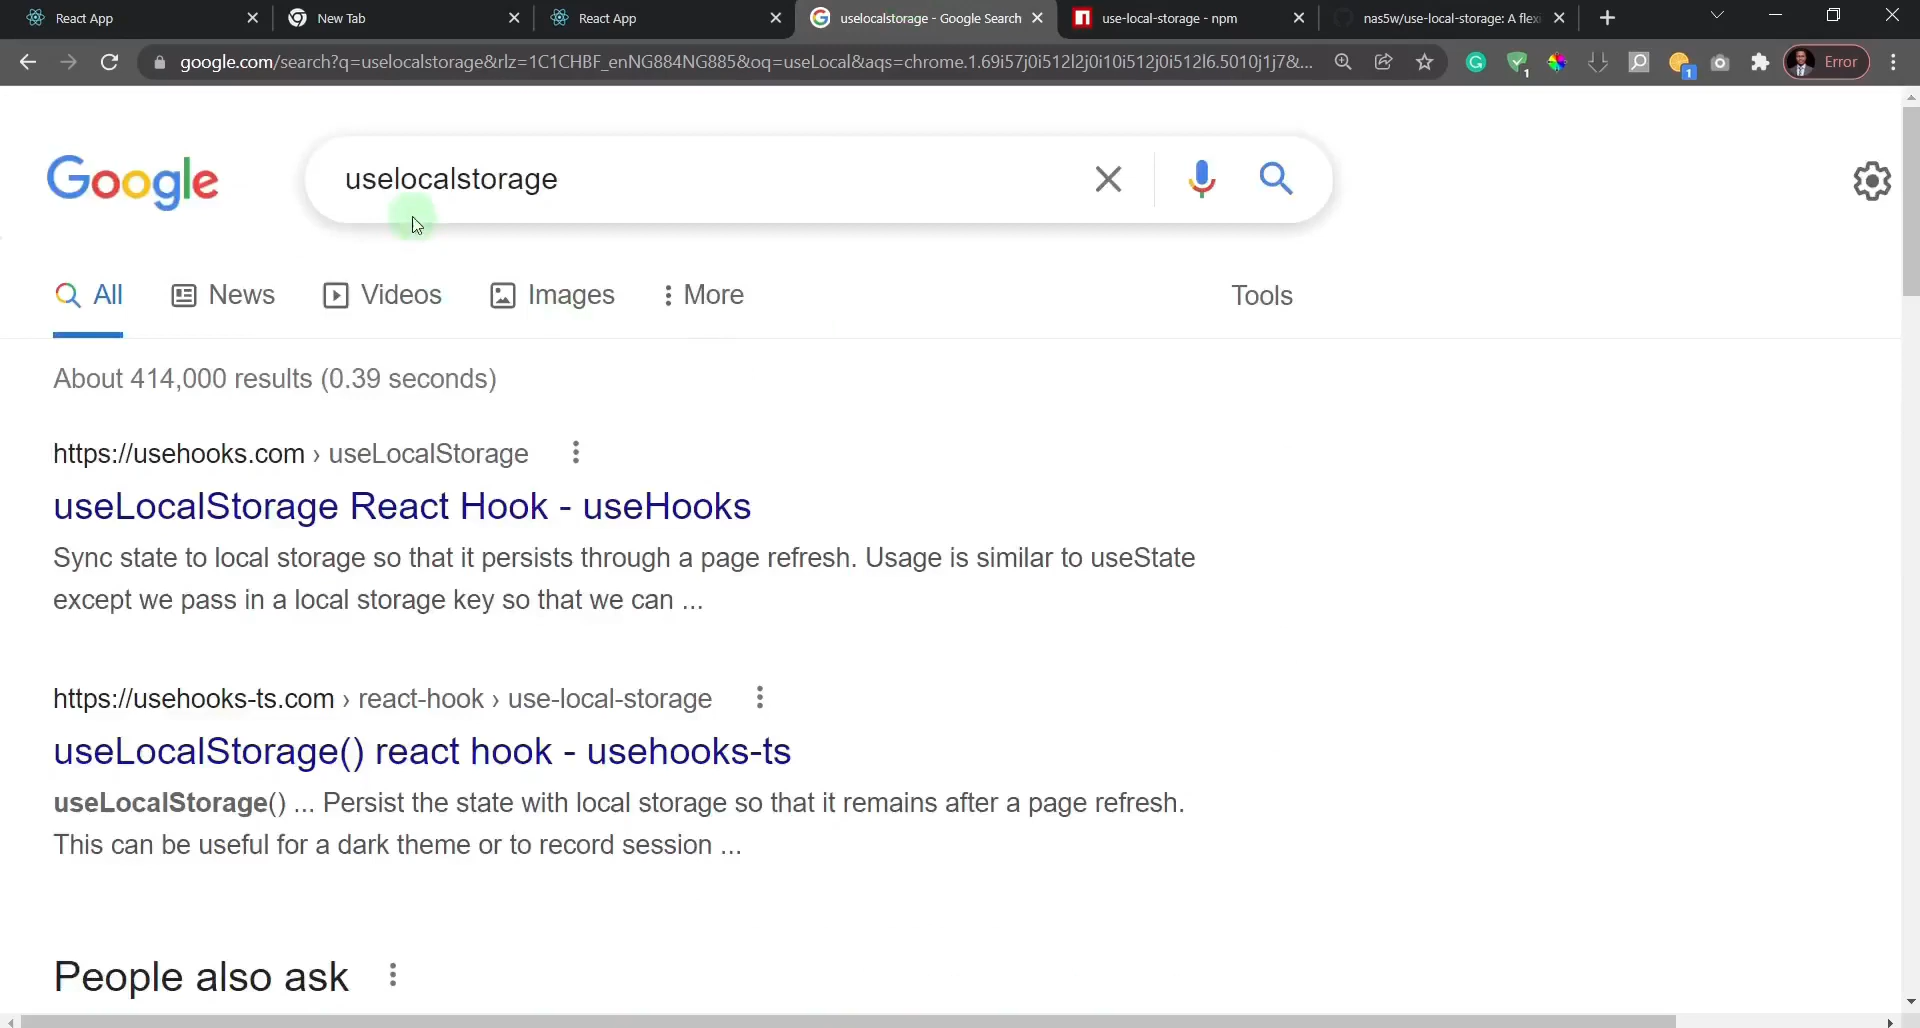 React App
New Tab
React App
uselocalstorage - Google Search
use-local-storage - npm
nas5w/use-local-storage: A flexi
google.com/search?q=uselocalstorage&rlz=1C1CHBF_enNG884NG885&oq=useLocal&aqs=chrome.1.69i57j0i512l2j0i10i512j0i512l6.5010j1j7&...
1
1
Error
Google
uselocalstorage
All
News
Videos
Images
More
Tools
About 414,000 results (0.39 seconds)
https://usehooks.com › useLocalStorage
useLocalStorage React Hook - useHooks
Sync state to local storage so that it persists through a page refresh. Usage is similar to useState
except we pass in a local storage key so that we can ...
https://usehooks-ts.com › react-hook › use-local-storage
useLocalStorage() react hook - usehooks-ts
useLocalStorage() ... Persist the state with local storage so that it remains after a page refresh.
This can be useful for a dark theme or to record session ...
People also ask